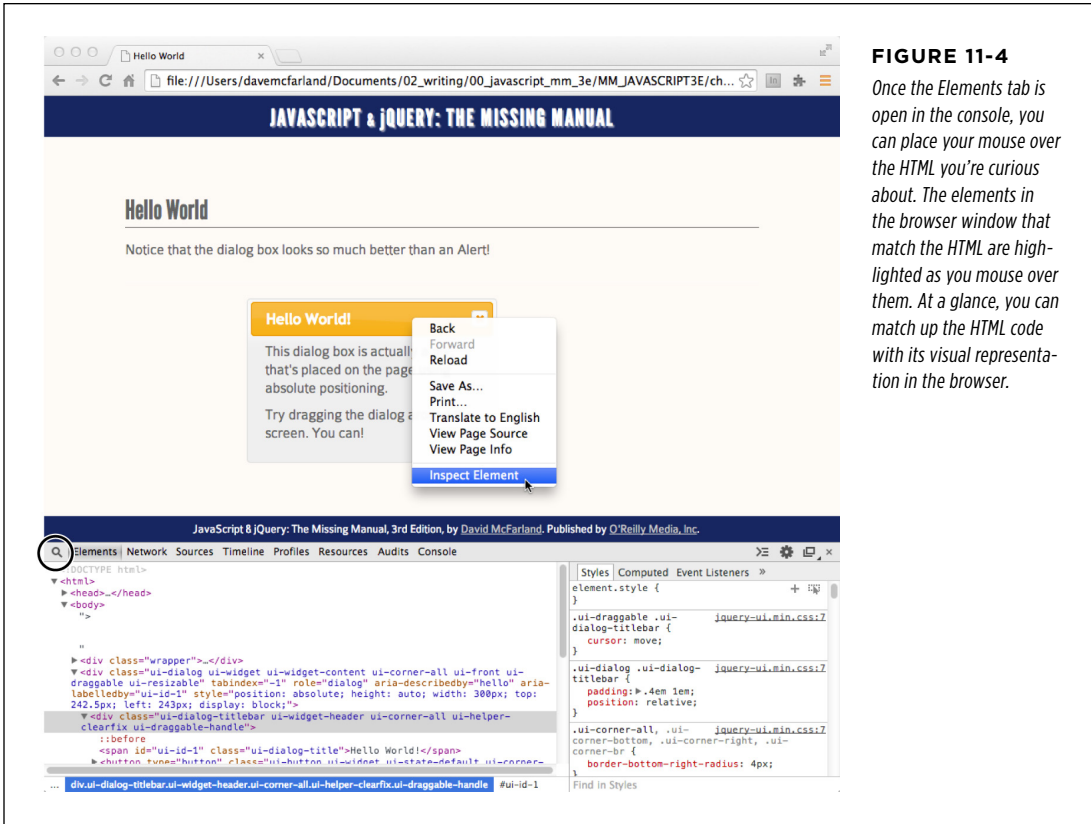 Hello World
file:///Users/davemcfarland/Documents/02_writing/00_javascript_mm_3e/MM_JAVASCRIPT3E/ch...
JAVASCRIPT & jQUERY: THE MISSING MANUAL
Hello World
Notice that the dialog box looks so much better than an Alert!
Hello World!
This dialog box is actuall
that's placed on the page
absolute positioning.
Try dragging the dialog a
screen. You can!
Back
Forward
Reload
Save As...
Print...
Translate to English
View Page Source
View Page Info
Inspect Element
JavaScript & jQuery: The Missing Manual, 3rd Edition, by David McFarland. Published by O'Reilly Media, Inc.
Elements Network Sources Timeline Profiles Resources Audits Console
DOCTYPE html>
<html>
<head>…</head>
<body>
">
"
<div class="wrapper">…</div>
<div class="ui-dialog ui-widget ui-widget-content ui-corner-all ui-front ui-
draggable ui-resizable" tabindex="-1" role="dialog" aria-describedby="hello" aria-
labelledby="ui-id-1" style="position: absolute; height: auto; width: 300px; top:
242.5px; left: 243px; display: block;">
<div class="ui-dialog-titlebar ui-widget-header ui-corner-all ui-helper-
clearfix ui-draggable-handle">
::before
<span id="ui-id-1" class="ui-dialog-title">Hello World!</span>
<button type="button" class="ui-button ui-widget ui-state-default ui-corner-
... div.ui-dialog-titlebar.ui-widget-header.ui-corner-all.ui-helper-clearfix.ui-draggable-handle #ui-id-1
Styles Computed Event Listeners »
element.style {
}
.ui-draggable .ui- jquery-ui.min.css:7
dialog-titlebar {
cursor: move;
}
.ui-dialog .ui-dialog- jquery-ui.min.css:7
titlebar {
padding: .4em 1em;
position: relative;
}
.ui-corner-all, .ui- jquery-ui.min.css:7
corner-bottom, .ui-corner-right, .ui-
corner-br {
border-bottom-right-radius: 4px;
}
Find in Styles
FIGURE 11-4
Once the Elements tab is
open in the console, you
can place your mouse over
the HTML you're curious
about. The elements in
the browser window that
match the HTML are high-
lighted as you mouse over
them. At a glance, you can
match up the HTML code
with its visual representa-
tion in the browser.